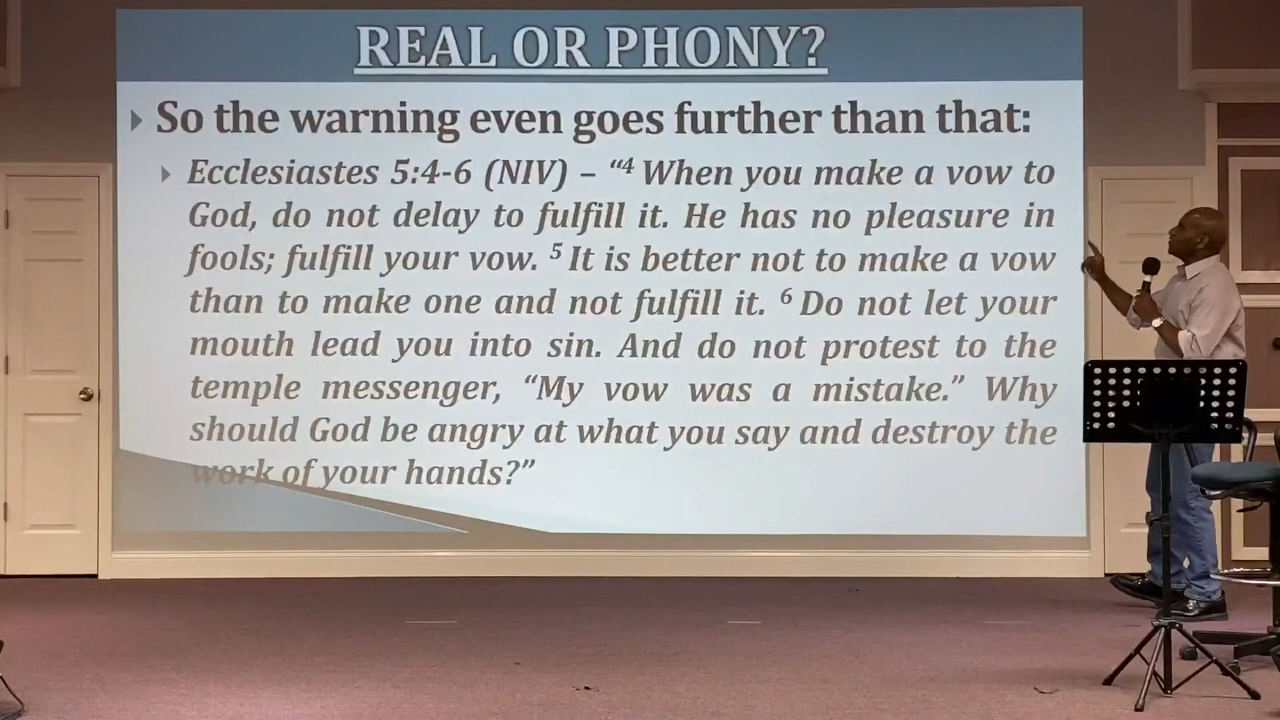 REAL OR PHONY?
So the warning even goes further than that:
Ecclesiastes 5:4-6 (NIV) – “4 When you make a vow to
God, do not delay to fulfill it. He has no pleasure in
fools; fulfill your vow. 5 It is better not to make a vow
than to make one and not fulfill it. 6 Do not let your
mouth lead you into sin. And do not protest to the
temple messenger, “My vow was a mistake.” Why
should God be angry at what you say and destroy the
work of your hands?”